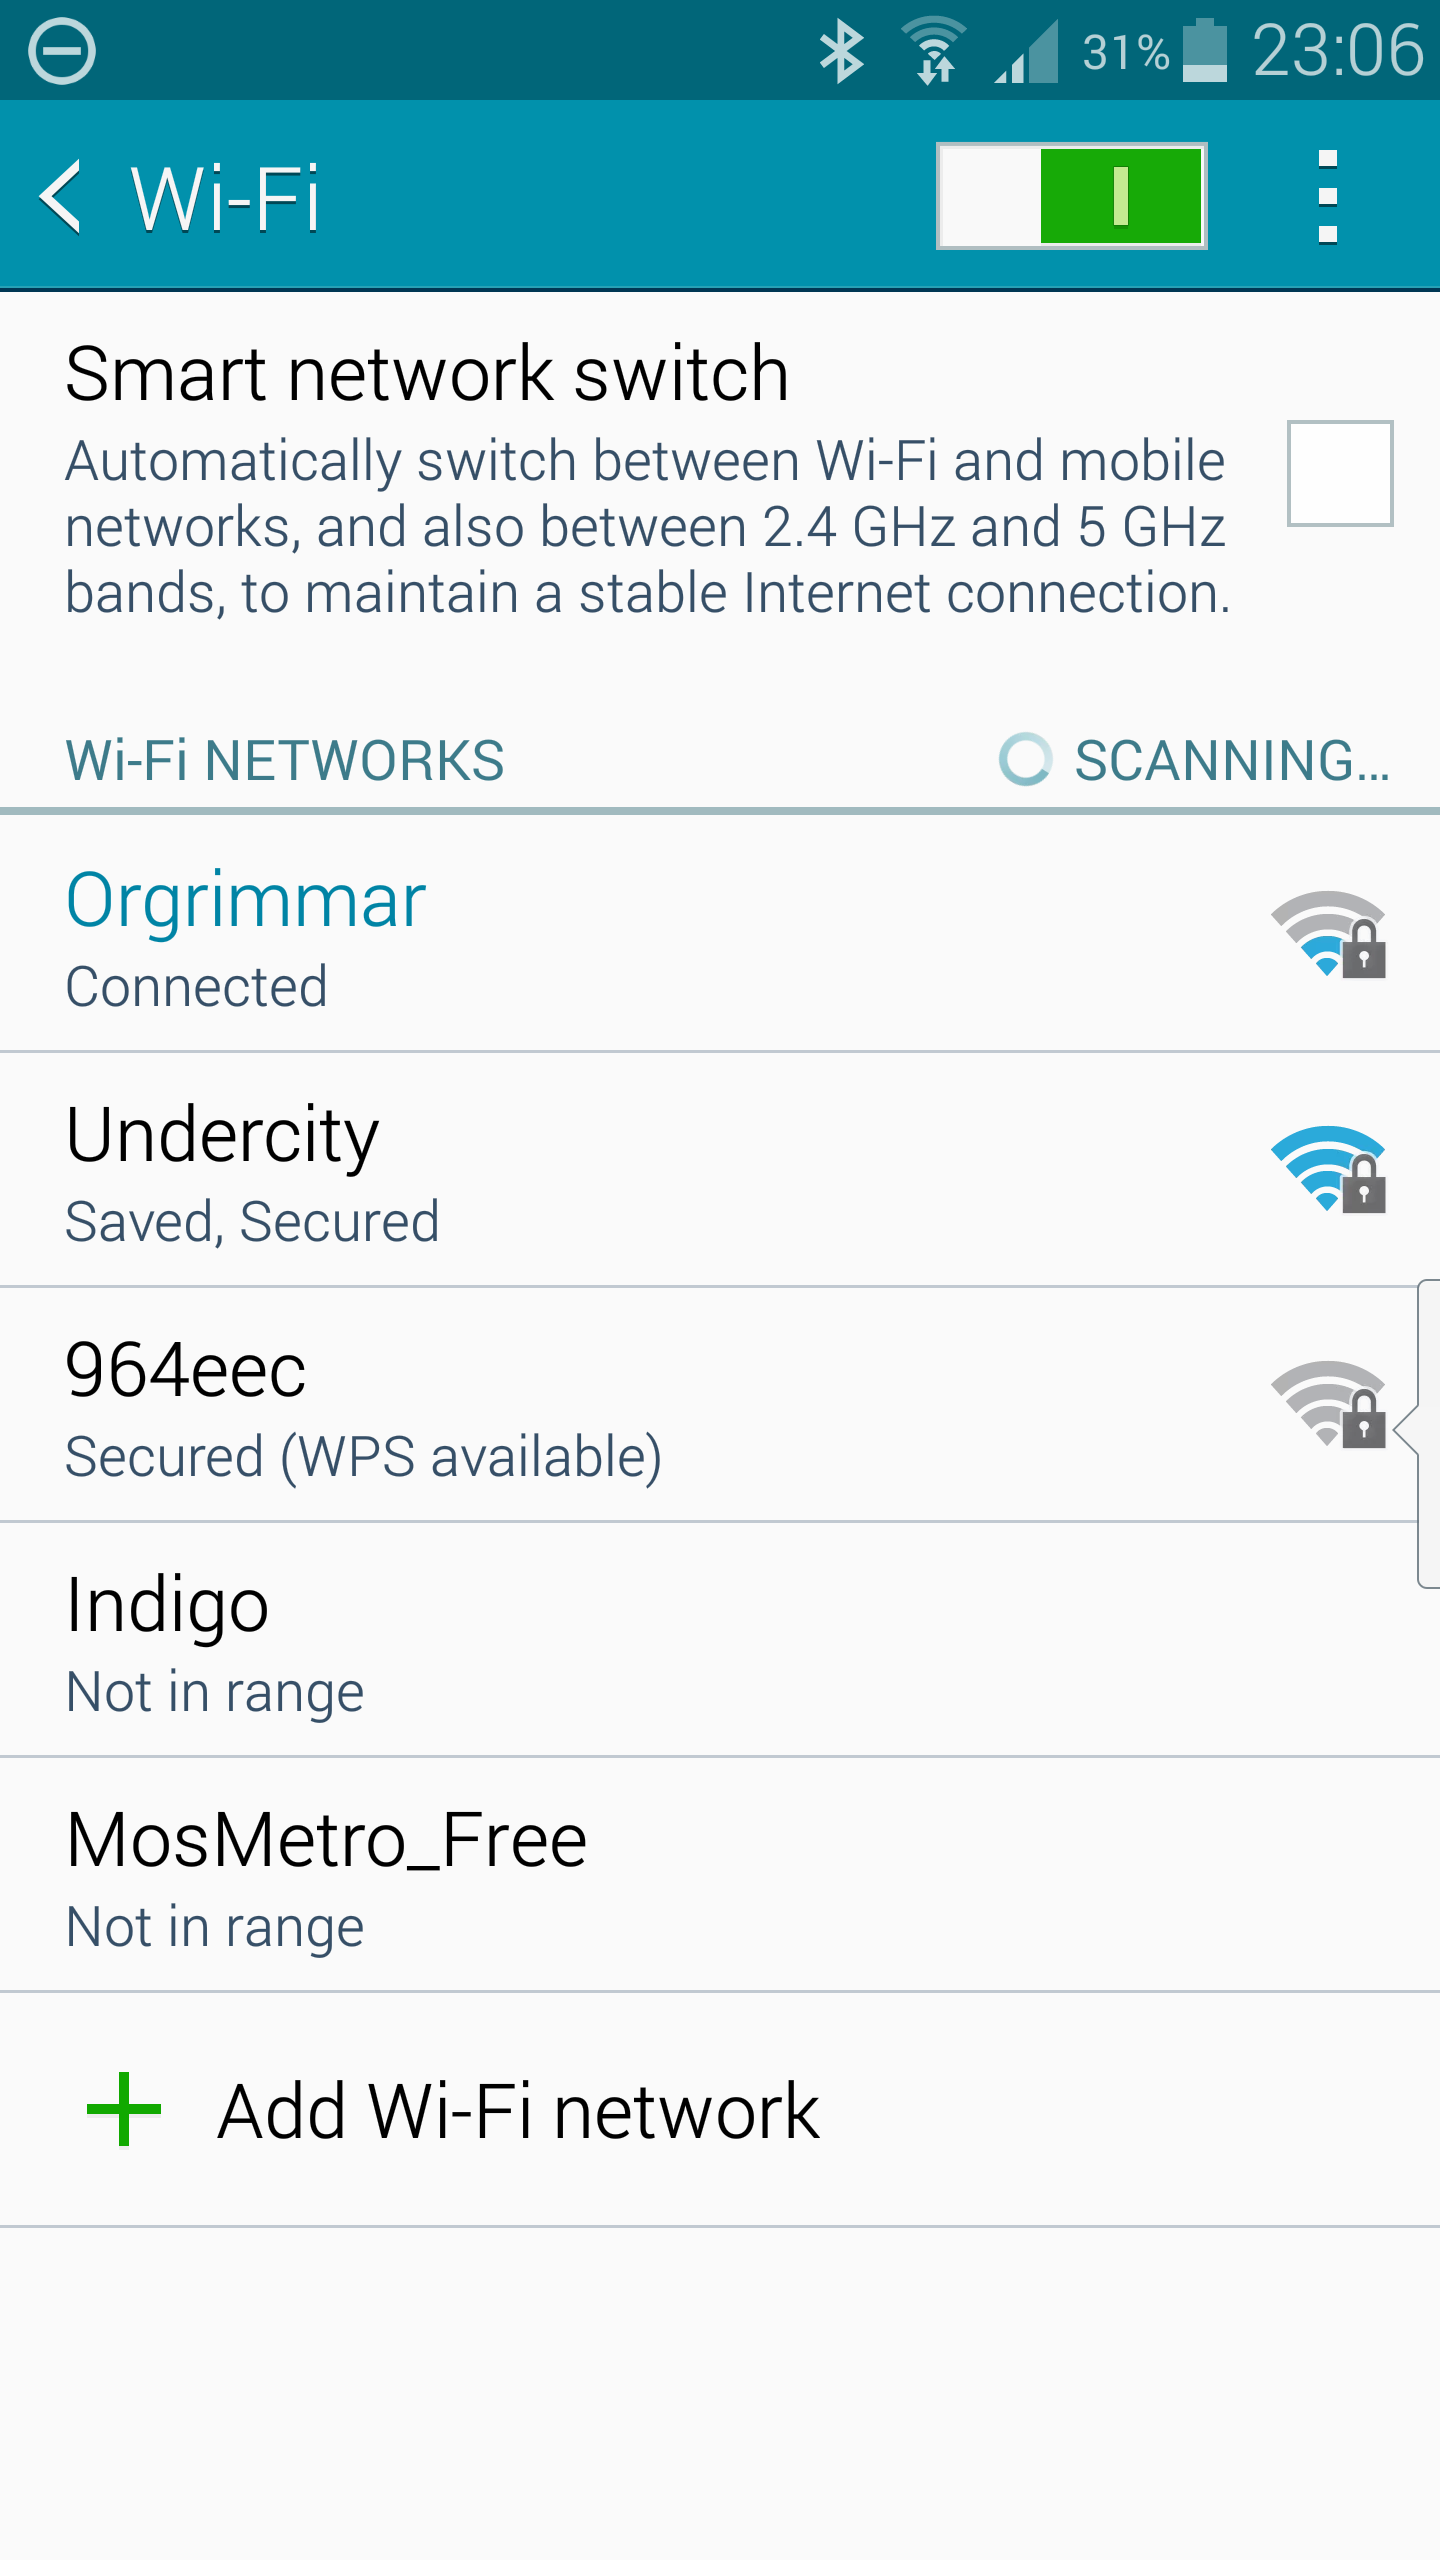 31% 23:06
Wi-Fi
Smart network switch
Automatically switch between Wi-Fi and mobile
networks, and also between 2.4 GHz and 5 GHz
bands, to maintain a stable Internet connection.
Wi-Fi NETWORKS SCANNING...
Orgrimmar
Connected
Undercity
Saved, Secured
964eec
Secured (WPS available)
Indigo
Not in range
MosMetro_Free
Not in range
Add Wi-Fi network